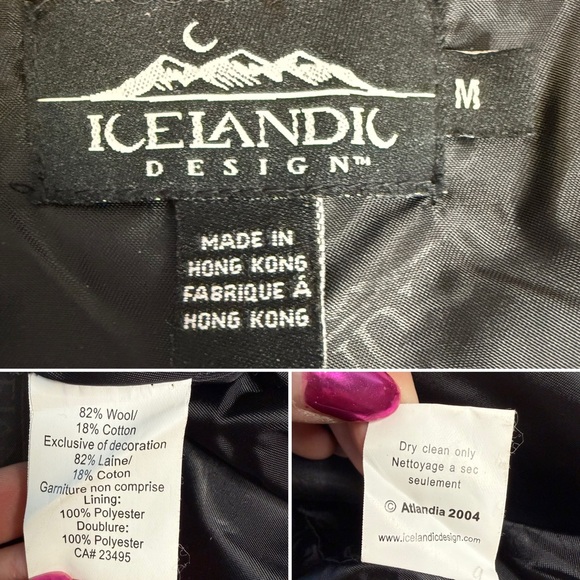 ICELANDIC
DESIGN™
M
MADE IN
HONG KONG
FABRIQUE Á
HONG KONG
82% Wool/
18% Cotton
Exclusive of decoration
82% Laine/
18% Coton
Garniture non comprise
Lining:
100% Polyester
Doublure:
100% Polyester
CA# 23495
Dry clean only
Nettoyage a sec
seulement
© Atlandia 2004
www.icelandicdesign.com